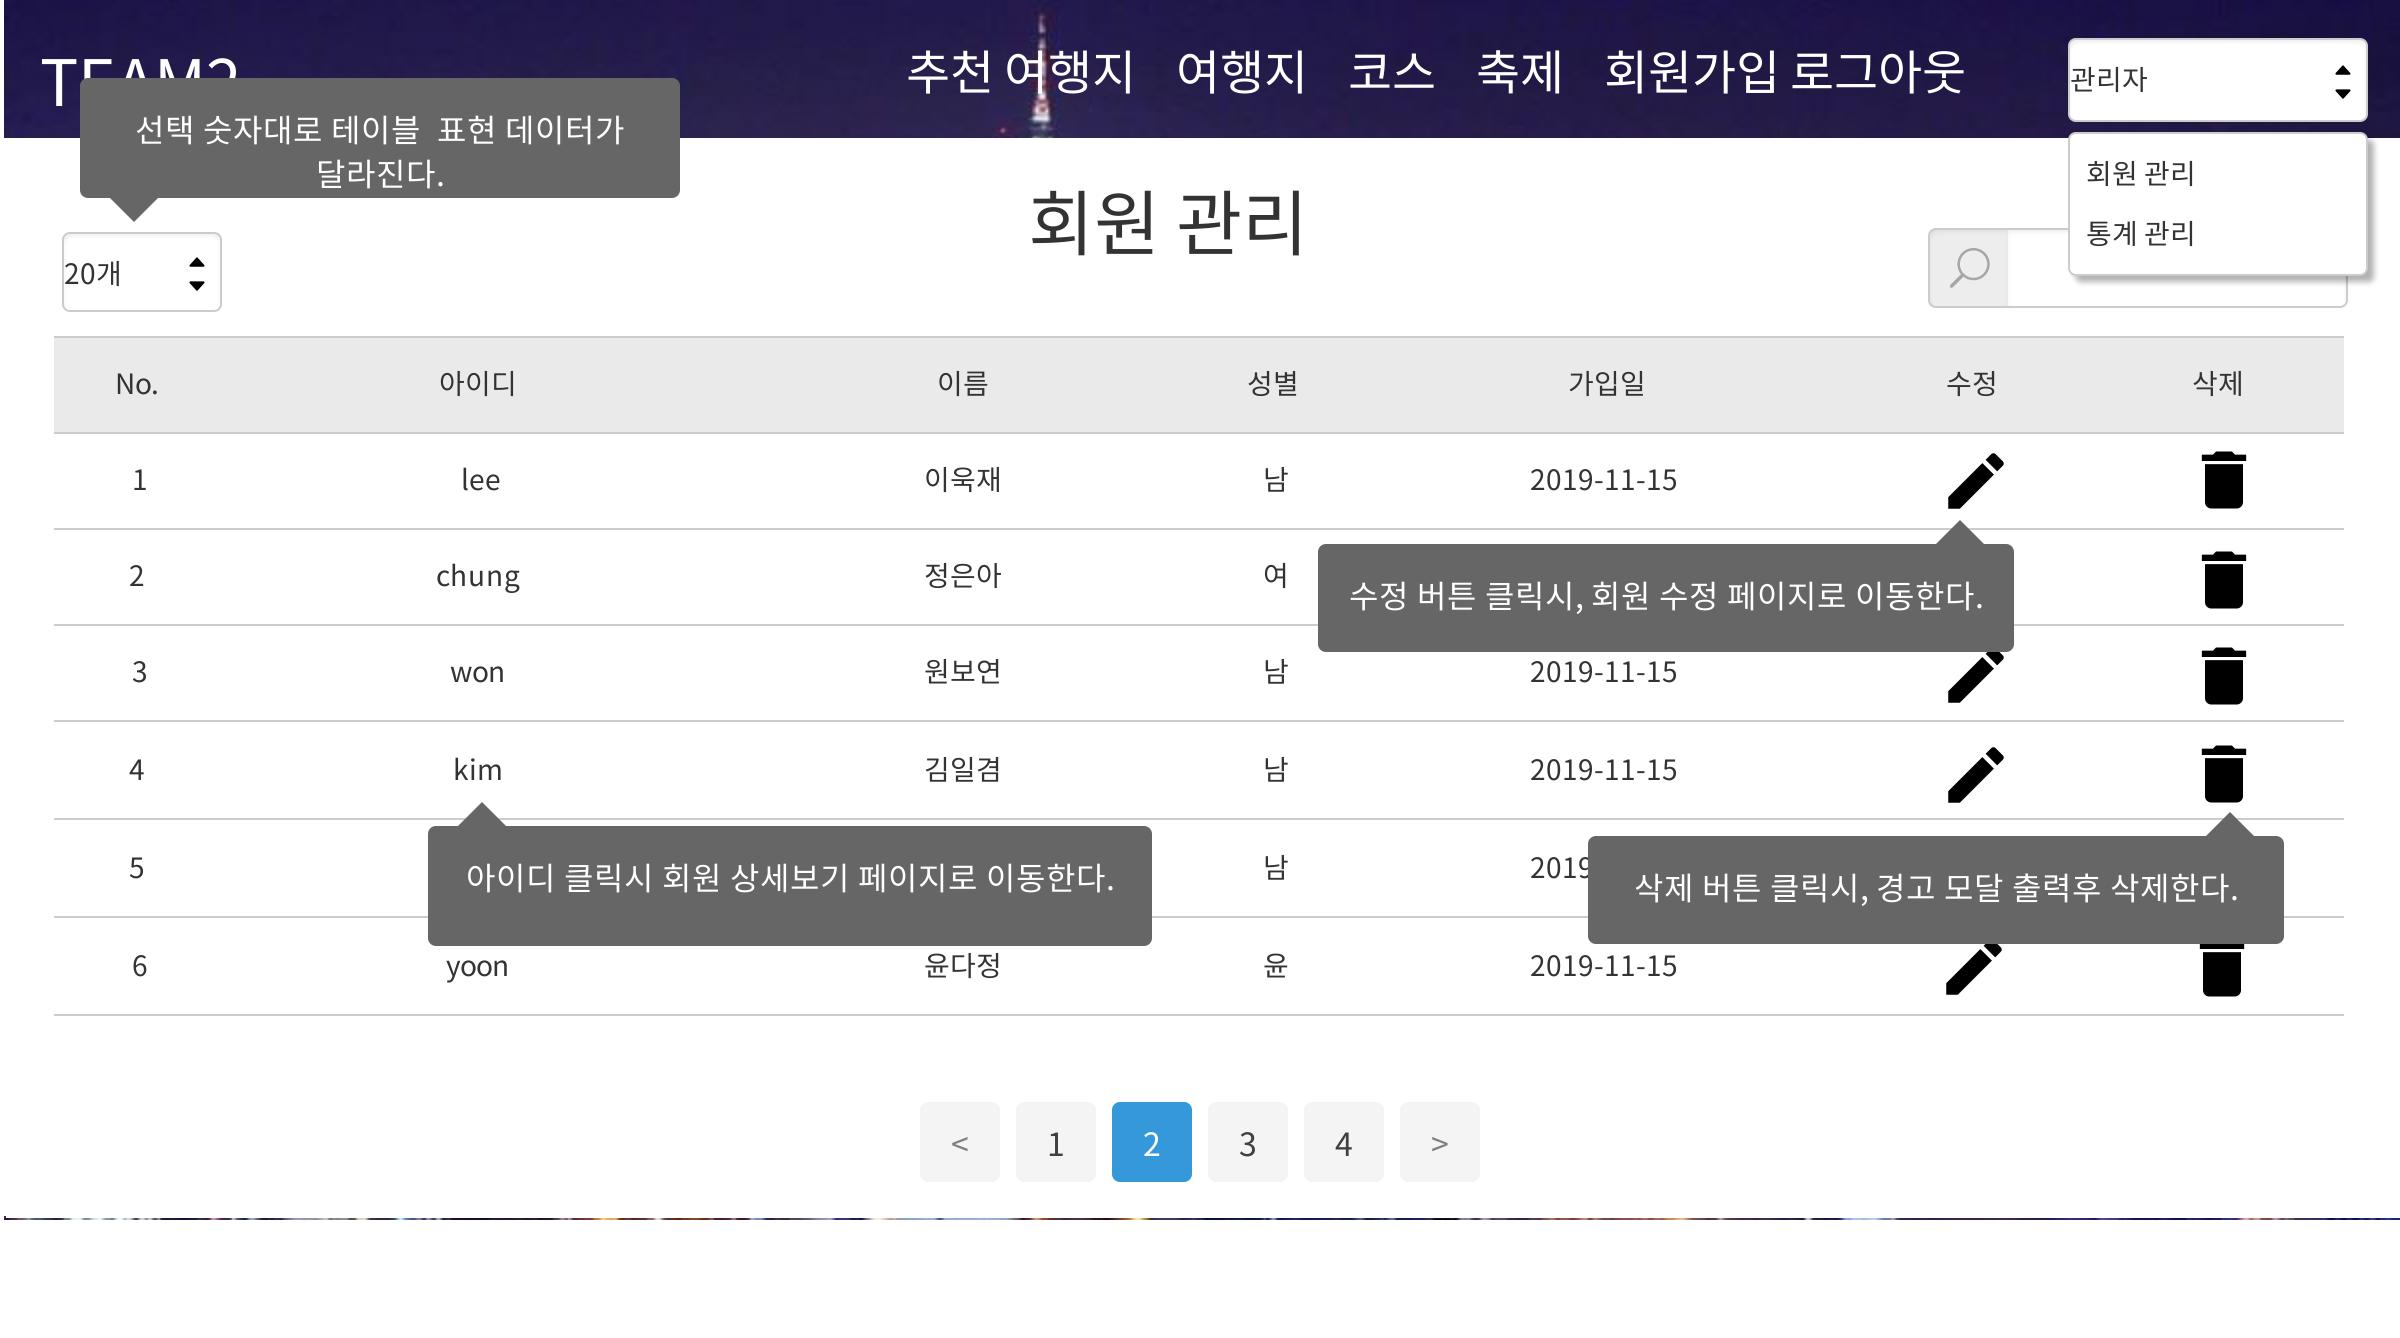 추천 여행지 여행지 코스 축제 회원가입 로그아웃
관리자
선택 숫자대로 테이블 표현 데이터가
달라진다.
회원 관리
통계 관리
회원 관리
20개
No. 아이디 이름 성별 가입일 수정 삭제
1 lee 이욱재 남 2019-11-15
2 chung 정은아 여
수정 버튼 클릭시, 회원 수정 페이지로 이동한다.
3 won 원보연 남 2019-11-15
4 kim 김일겸 남 2019-11-15
5 남
아이디 클릭시 회원 상세보기 페이지로 이동한다.
삭제 버튼 클릭시, 경고 모달 출력후 삭제한다.
6 yoon 윤다정 윤 2019-11-15
< 1 2 3 4 >